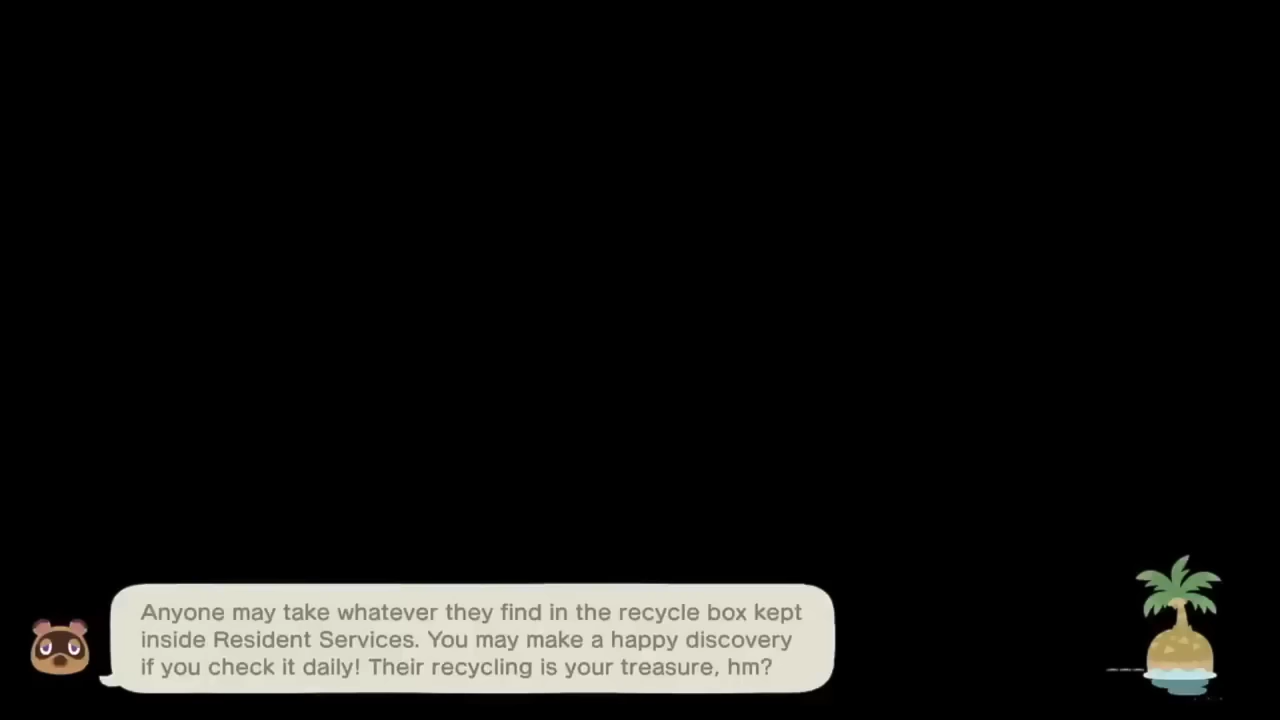 Anyone may take whatever they find in the recycle box kept
inside Resident Services. You may make a happy discovery
if you check it daily! Their recycling is your treasure, hm?